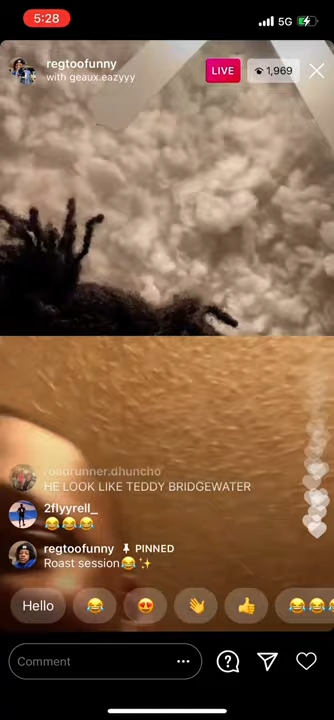 5:28
5G
regtoofunny
with geaux.eazyyy
LIVE
1,969
roadrunner.dhuncho
HE LOOK LIKE TEDDY BRIDGEWATER
2flyyrell_
😂😂😂
regtoofunny PINNED
Roast session😂✨
Hello 😂 😍 👋 👍 😂😂😂
Comment